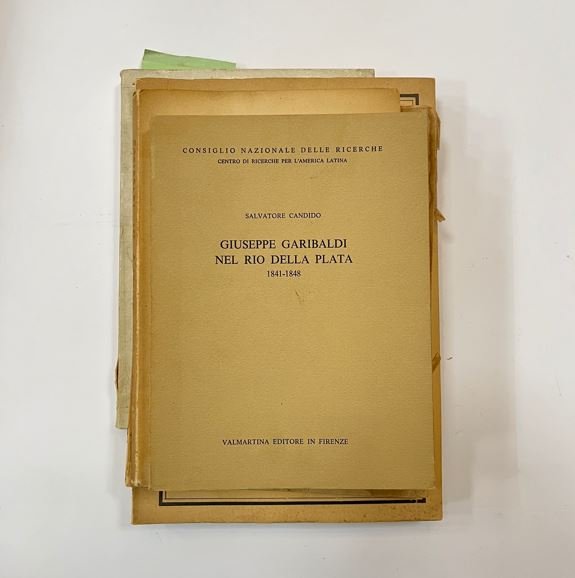 CONSIGLIO NAZIONALE DELLE RICERCHE
CENTRO DI RICERCHE PER L'AMERICA LATINA
SALVATORE CANDIDO
GIUSEPPE GARIBALDI
NEL RIO DELLA PLATA
1841-1848
VALMARTINA EDITORE IN FIRENZE